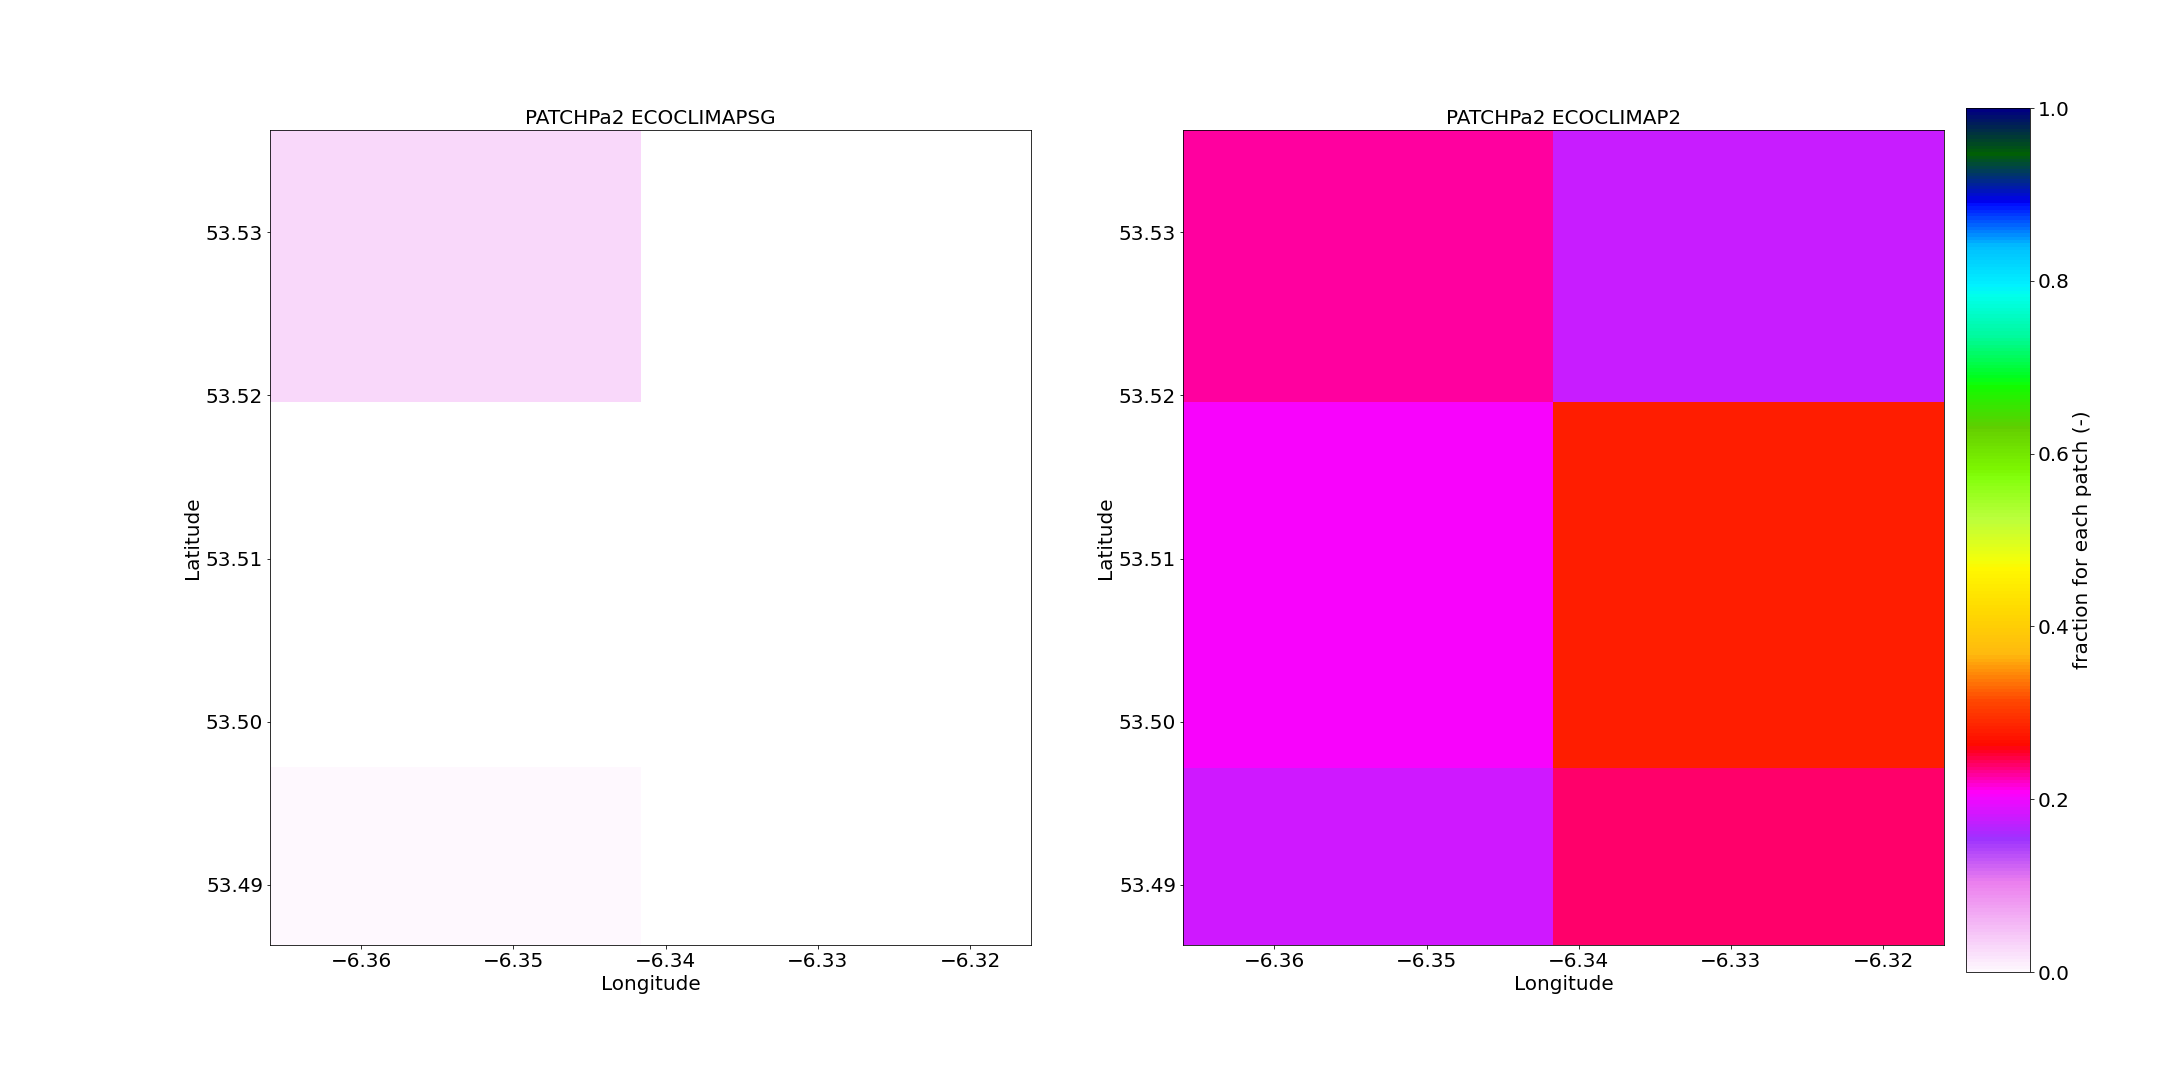 PATCHPa2 ECOCLIMAPSG
53.53
53.52
53.51
53.50
53.49
Latitude
−6.36 −6.35 −6.34 −6.33 −6.32
Longitude
PATCHPa2 ECOCLIMAP2
53.53
53.52
53.51
53.50
53.49
Latitude
−6.36 −6.35 −6.34 −6.33 −6.32
Longitude
1.0
0.8
0.6
0.4
0.2
0.0
fraction for each patch (-)